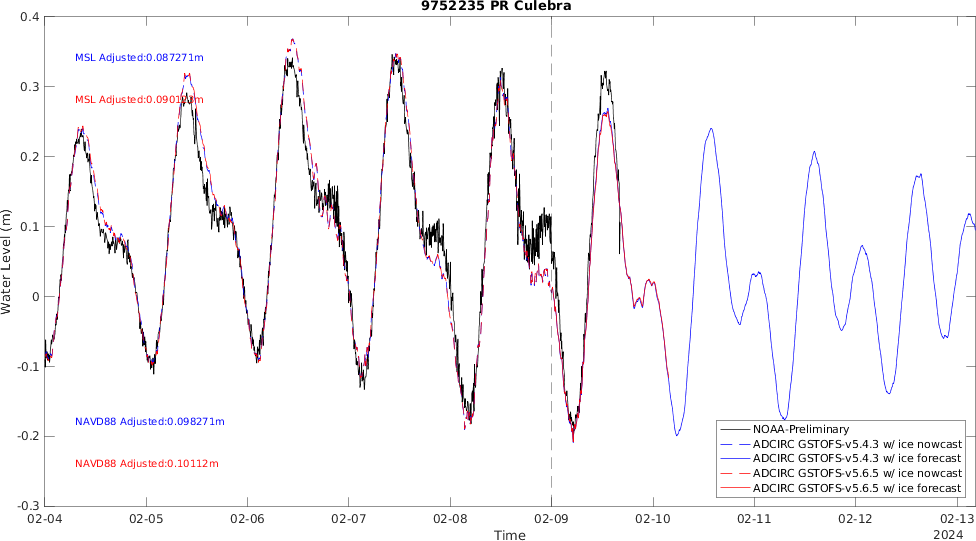 9752235 PR Culebra
0.4
0.3
0.2
0.1
0
-0.1
-0.2
-0.3
Water Level (m)
MSL Adjusted:0.087271m
MSL
NAVD88 Adjusted:0.098271m
NAVD88 Adjusted:0.10112m
NOAA-Preliminary
ADCIRC GSTOFS-v5.4.3 w/ ice nowcast
ADCIRC GSTOFS-v5.4.3 w/ ice forecast
ADCIRC GSTOFS-v5.6.5 w/ ice nowcast
ADCIRC GSTOFS-v5.6.5 w/ ice forecast
02-04 02-05 02-06 02-07 02-08 02-09 02-10 02-11 02-12 02-13
Time
2024